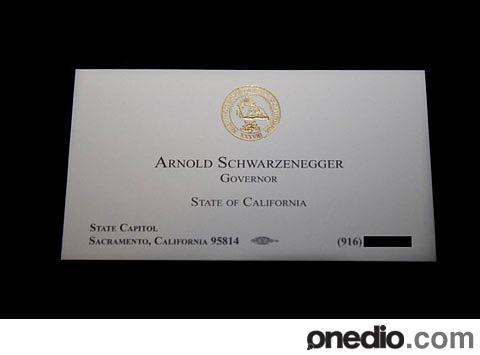 ARNOLD SCHWARZENEGGER
GOVERNOR
STATE OF CALIFORNIA
STATE CAPITOL
SACRAMENTO, CALIFORNIA 95814
(916)
onedio.com